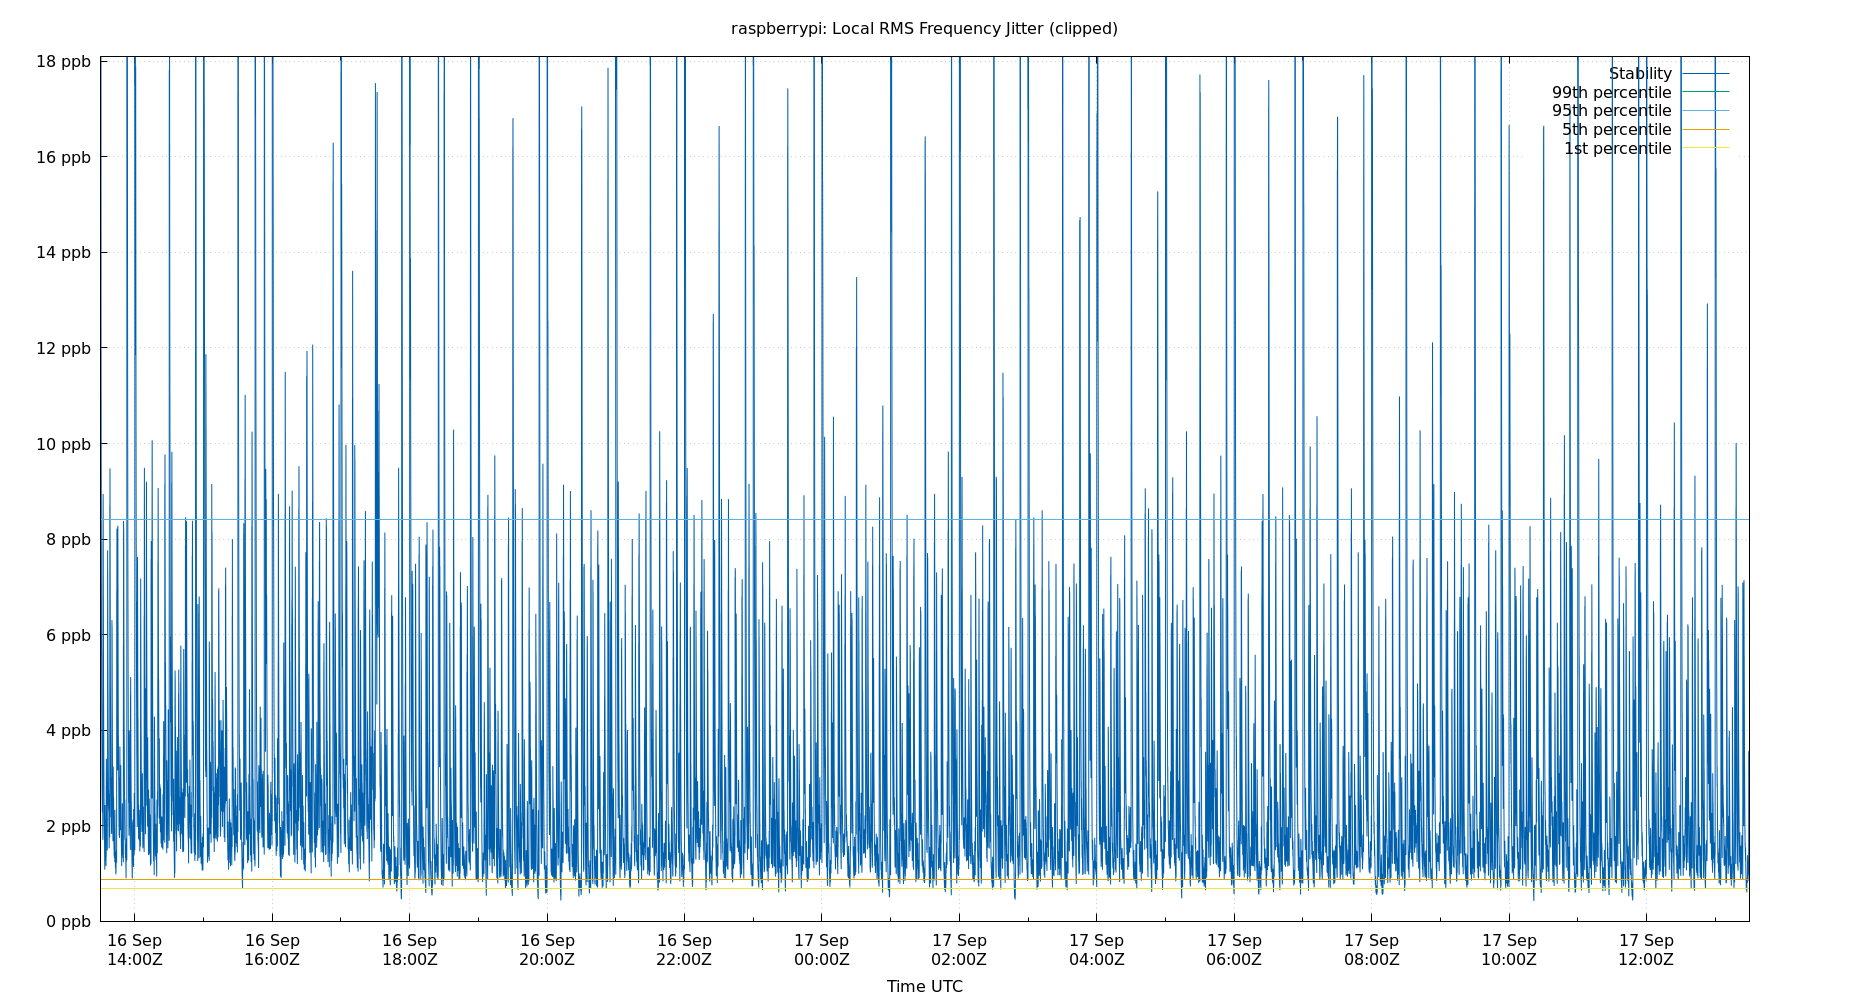 raspberrypi: Local RMS Frequency Jitter (clipped)
18 ppb
16 ppb
14 ppb
12 ppb
10 ppb
8 ppb
6 ppb
4 ppb
2 ppb
0 ppb
Stability
99th percentile
95th percentile
5th percentile
1st percentile
16 Sep
14:00Z
16 Sep
16:00Z
16 Sep
18:00Z
16 Sep
20:00Z
16 Sep
22:00Z
17 Sep
00:00Z
17 Sep
02:00Z
17 Sep
04:00Z
17 Sep
06:00Z
17 Sep
08:00Z
17 Sep
10:00Z
17 Sep
12:00Z
Time UTC